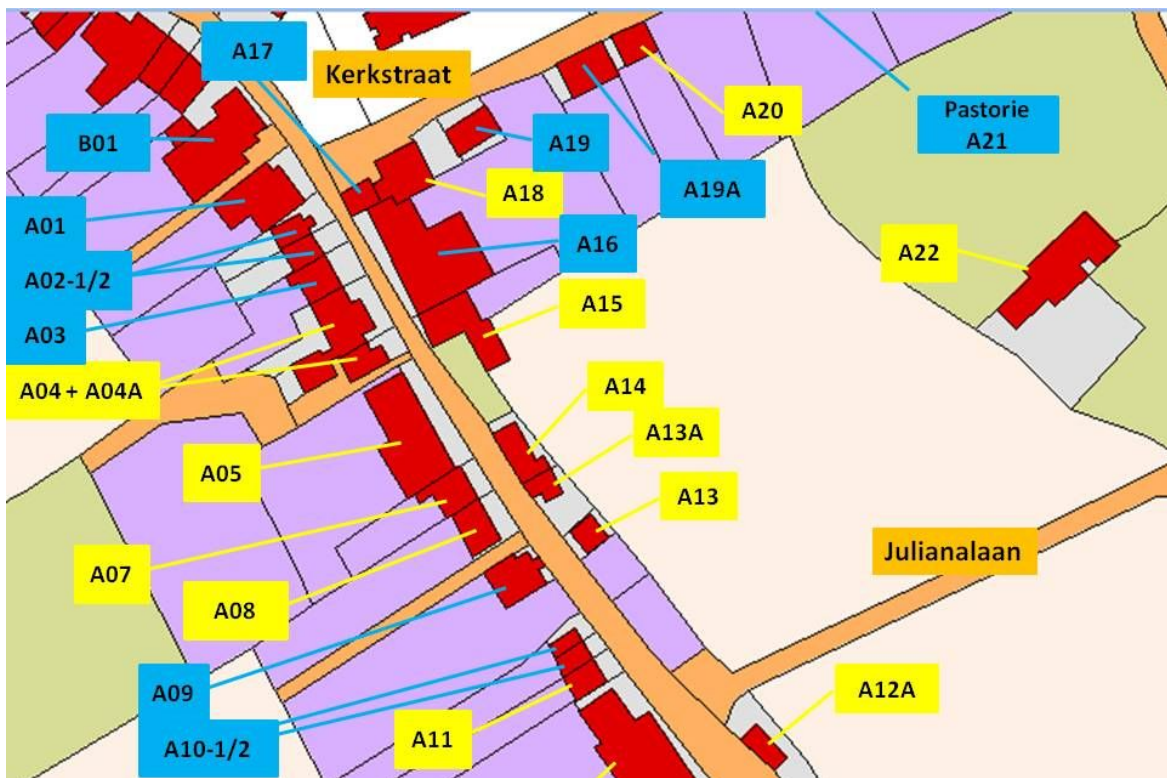 A17
Kerkstraat
A20
Pastorie
A21
B01
A19
A19A
A18
A01
A16
A22
A02-1/2
A15
A03
A04 + A04A
A14
A13A
A05
A13
Julianalaan
A07
A08
A09
A12A
A11
A10-1/2